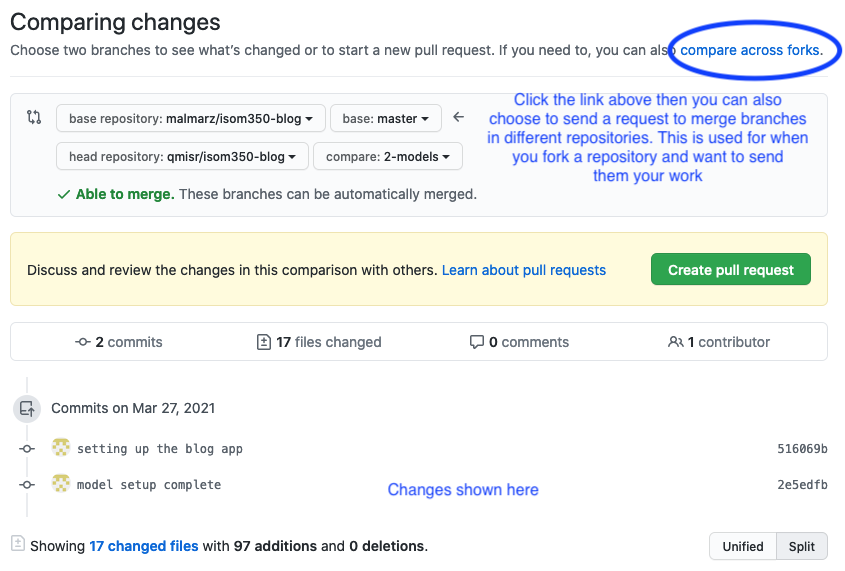 Comparing changes
Choose two branches to see what's changed or to start a new pull request. If you need to, you can also compare across forks.
Click the link above then you can also
choose to send a request to merge branches
in different repositories. This is used for when
you fork a repository and want to send
them your work
base repository: malmarz/isom350-blog
base: master
head repository: qmisr/isom350-blog
compare: 2-models
Able to merge. These branches can be automatically merged.
Discuss and review the changes in this comparison with others. Learn about pull requests
Create pull request
2 commits
17 files changed
0 comments
1 contributor
Commits on Mar 27, 2021
setting up the blog app
516069b
model setup complete
2e5edfb
Changes shown here
Showing 17 changed files with 97 additions and 0 deletions.
Unified
Split